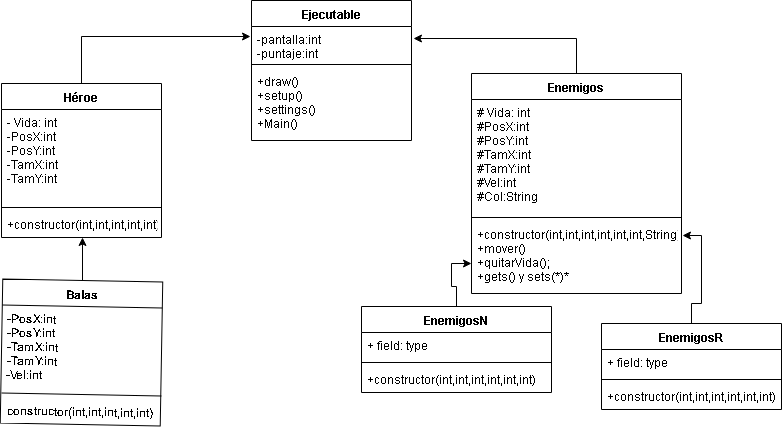 Ejecutable
-pantalla:int
-puntaje:int
+draw()
+setup()
+settings()
+Main()
Héroe
- Vida: int
-PosX:int
-PosY:int
-TamX:int
-TamY:int
+constructor(int,int,int,int,int)
Enemigos
# Vida: int
#PosX:int
#PosY:int
#TamX:int
#TamY:int
#Vel:int
#Col:String
+constructor(int,int,int,int,int,int,String
+mover()
+quitarVida();
+gets() y sets(*)*
Balas
-PosX:int
-PosY:int
-TamX:int
-TamY:int
-Vel:int
constructor(int,int,int,int,int)
EnemigosN
+ field: type
+constructor(int,int,int,int,int,int)
EnemigosR
+ field: type
+constructor(int,int,int,int,int,int)